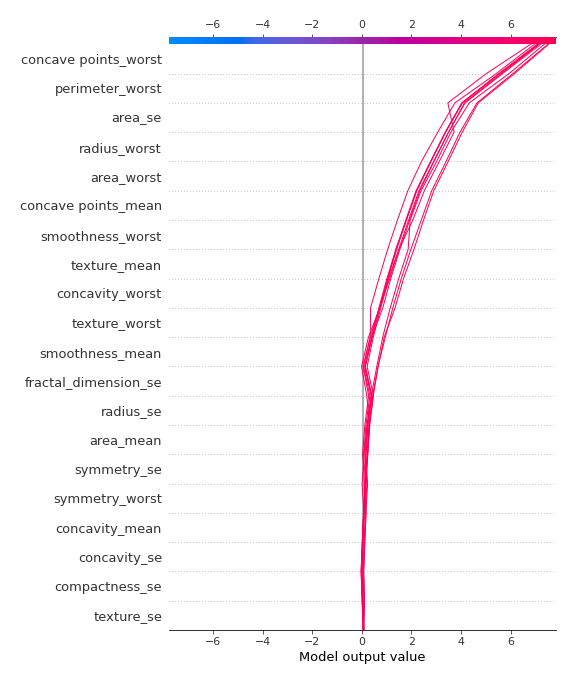 −6 −4 −2 0 2 4 6
concave points_worst
perimeter_worst
area_se
radius_worst
area_worst
concave points_mean
smoothness_worst
texture_mean
concavity_worst
texture_worst
smoothness_mean
fractal_dimension_se
radius_se
area_mean
symmetry_se
symmetry_worst
concavity_mean
concavity_se
compactness_se
texture_se
−6 −4 −2 0 2 4 6
Model output value